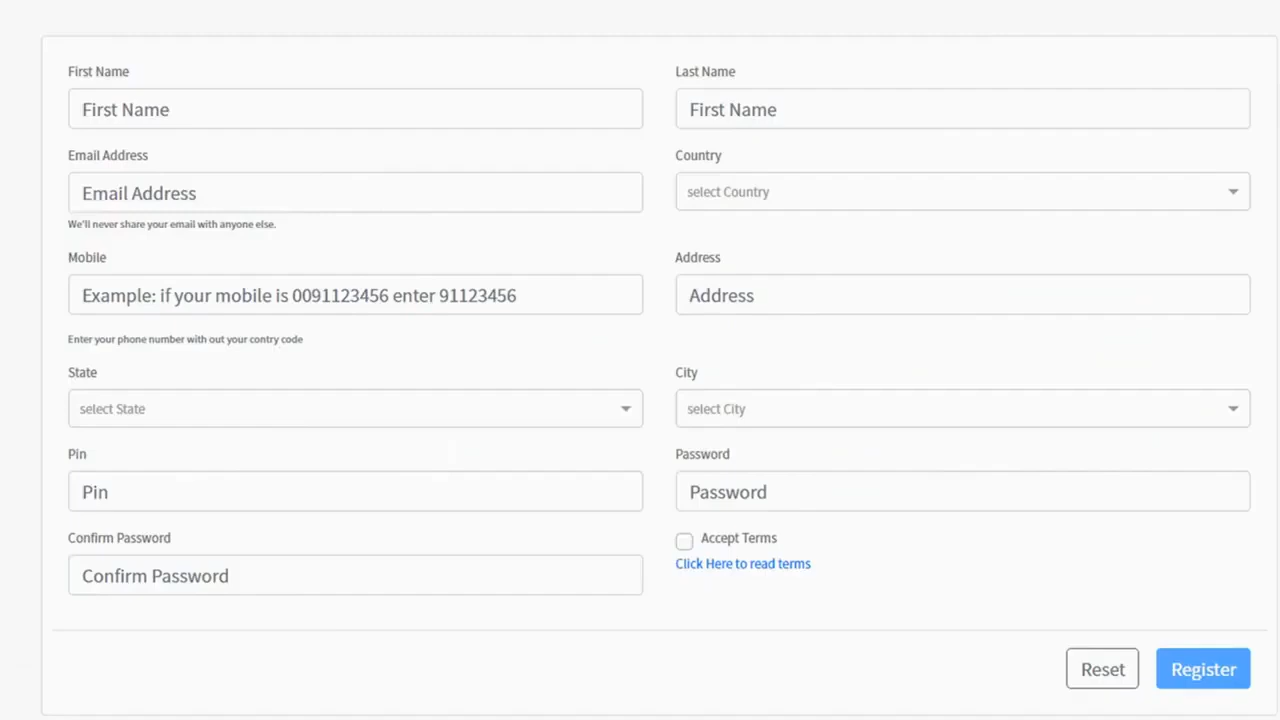 First Name
Last Name
First Name
First Name
Email Address
Country
Email Address
select Country
We'll never share your email with anyone else.
Mobile
Address
Example: if your mobile is 0091123456 enter 91123456
Address
Enter your phone number with out your contry code
State
City
select State
select City
Pin
Password
Pin
Password
Confirm Password
Accept Terms
Click Here to read terms
Confirm Password
Reset
Register